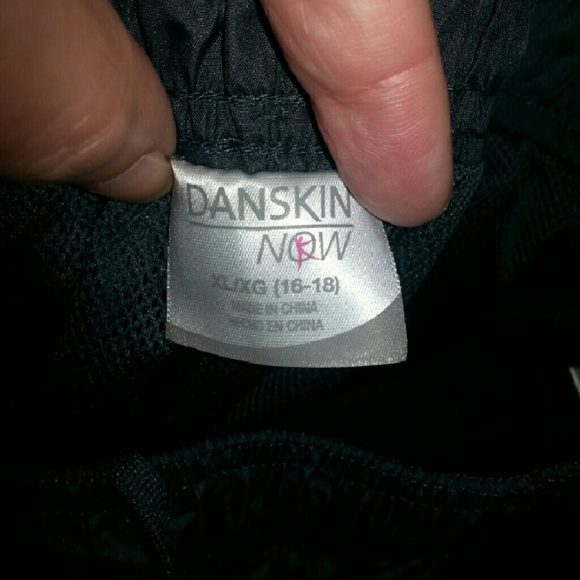 DANSKIN
NOW
K
XL/XG (16-18)
MADE IN CHINA
HECHO EN CHINA